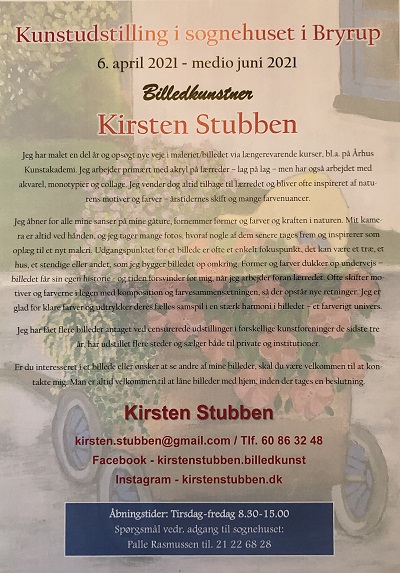 Kunstudstilling i sognehuset i Bryrup
6. april 2021 - medio juni 2021
Billedkunstner
Kirsten Stubben
Jeg har malet en del år og opsøgt nye veje i maleriet/billedet via længerevarende kurser, bl.a. på Århus
Kunstakademi. Jeg arbejder primært med akryl på lærreder – lag på lag – men har også arbejdet med
akvarel, monotypier og collage. Jeg vender dog altid tilbage til lærredet og bliver ofte inspireret af natu-
rens motiver og farver – årstidernes skift og mange farvenuancer.
Jeg åbner for alle mine sanser på mine gåture, fornemmer former og farver og kraften i naturen. Mit kame-
ra er altid ved hånden, og jeg tager mange fotos, hvoraf nogle af dem senere tages frem og inspirerer som
oplæg til et nyt maleri. Udgangspunktet for et billede er ofte et enkelt fokuspunkt, det kan være et træ, et
hus, et stendige eller andet, som jeg bygger billedet op omkring. Former og farver dukker op undervejs –
billedet får sin egen historie – og tiden forsvinder for mig, når jeg arbejder foran lærredet. Ofte skifter mo-
tiver og farverne i løgen med komposition og farvesammensætningen, så der opstår nye retninger. Jeg er
glad for klare farver og udtrykker deres fælles samspil i en stærk harmoni i billedet – et farverigt univers.
Jeg har fået flere billeder antaget ved censurerede udstillinger i forskellige kunstforeninger de sidste tre
år, har udstillet flere steder og sælger både til private og institutioner.
Er du interesseret i et billede eller ønsker at se andre af mine billeder, skal du være velkommen til at kon-
takte mig. Man er altid velkommen til at låne billeder med hjem, inden der tages en beslutning.
Kirsten Stubben
kirsten.stubben@gmail.com / Tlf. 60 86 32 48
Facebook - kirstenstubben.billedkunst
Instagram - kirstenstubben.dk
Åbningstider: Tirsdag-fredag 8.30-15.00
Spørgsmål vedr. adgang til sognehuset:
Palle Rasmussen tlf. 21 22 68 28